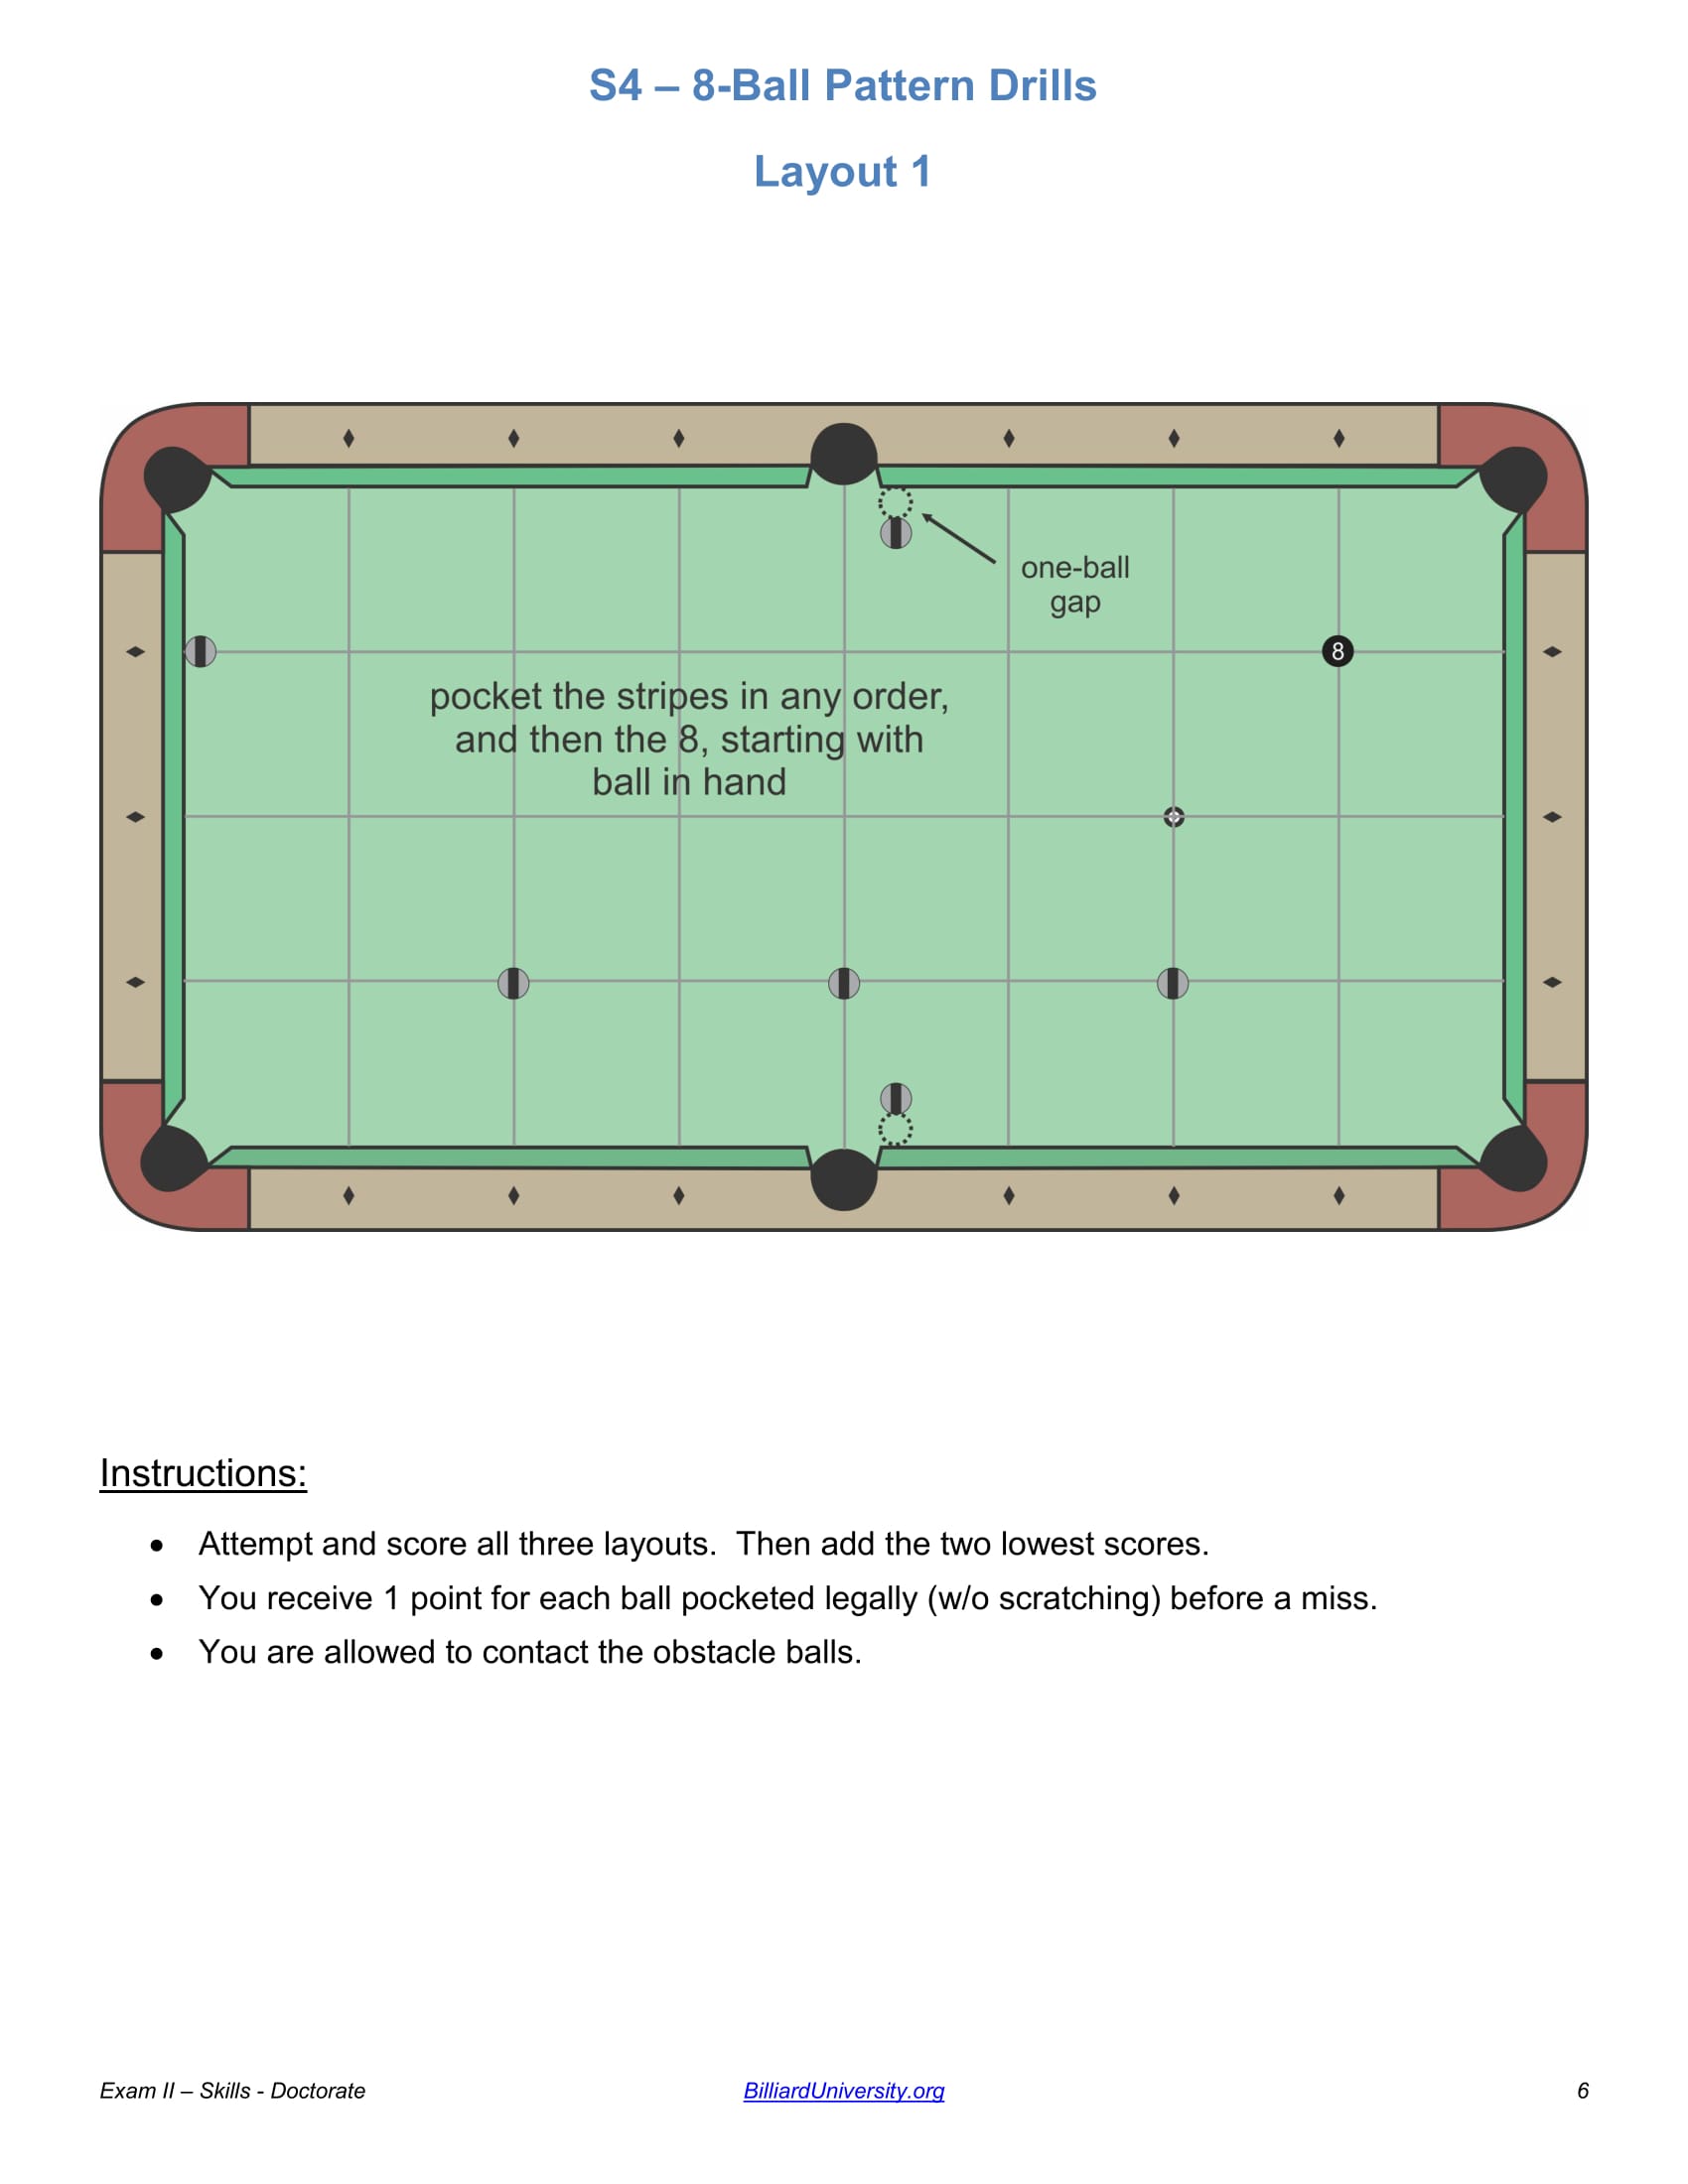 S4 – 8-Ball Pattern Drills
Layout 1
one-ball
gap
8
pocket the stripes in any order,
and then the 8, starting with
ball in hand
Instructions:
• Attempt and score all three layouts.  Then add the two lowest scores.
• You receive 1 point for each ball pocketed legally (w/o scratching) before a miss.
• You are allowed to contact the obstacle balls.
Exam II – Skills - Doctorate BilliardUniversity.org 6